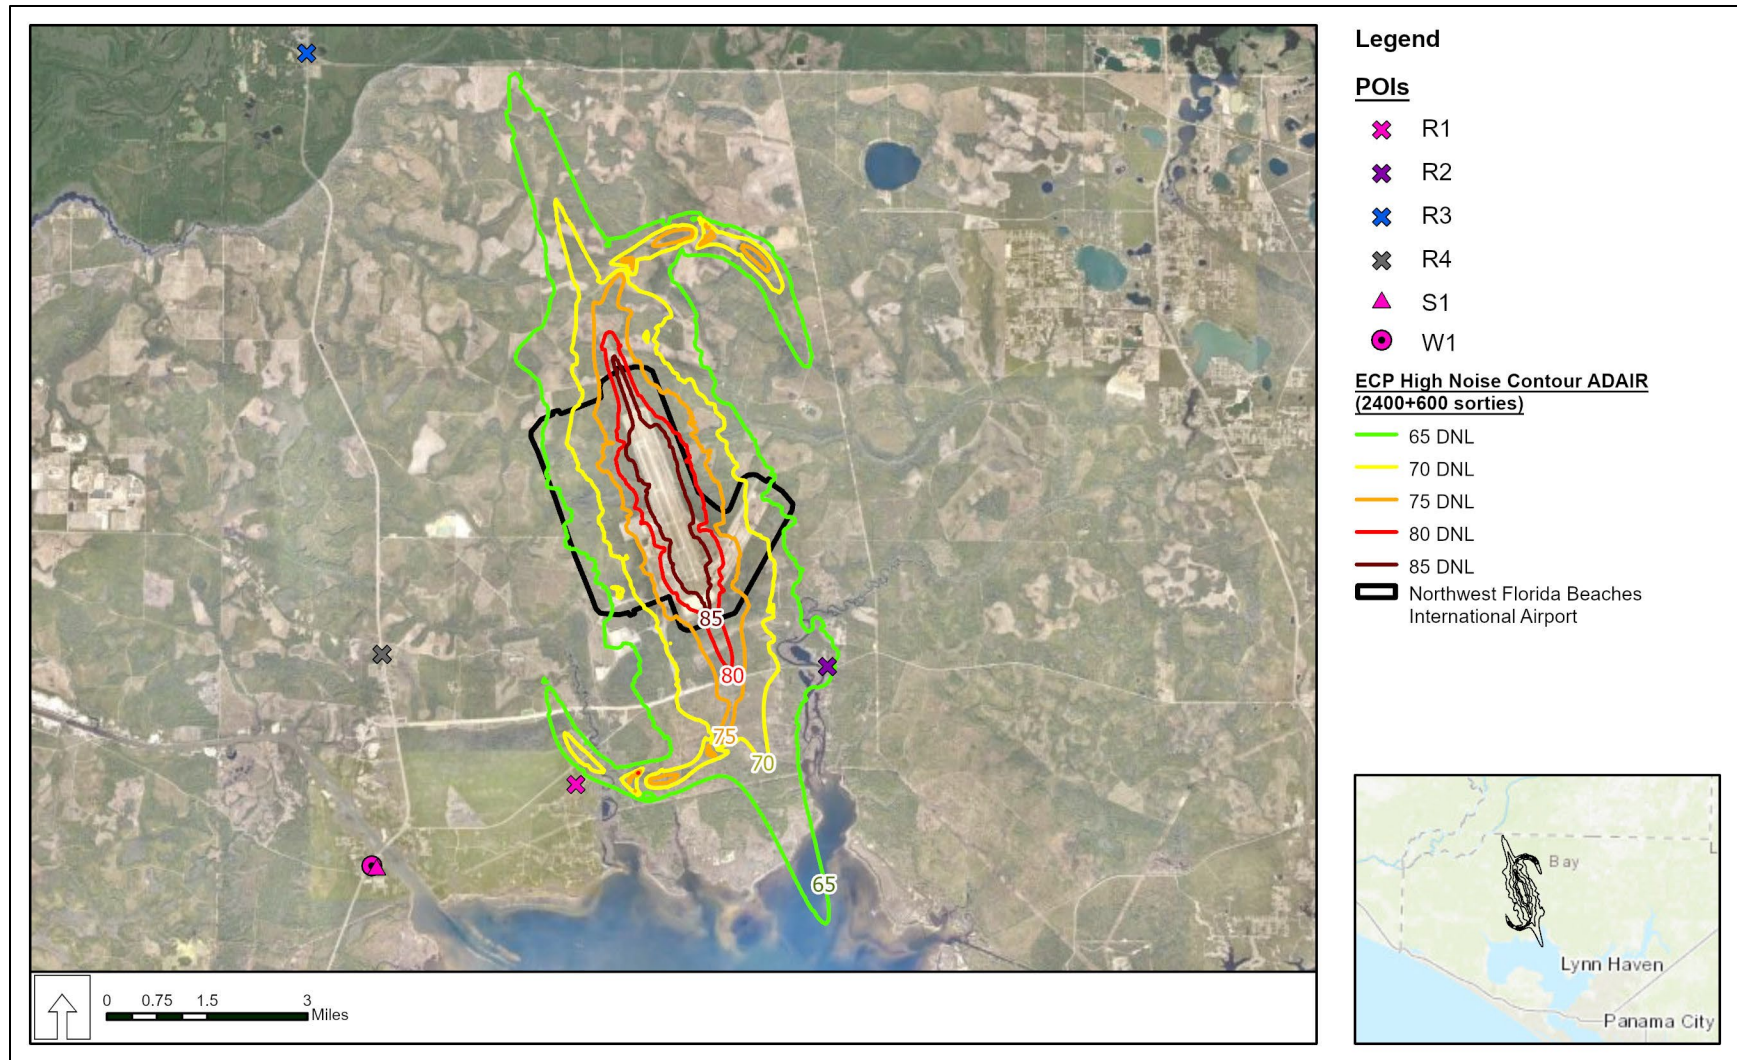 Legend
POIs
R1
R2
R3
R4
S1
W1
ECP High Noise Contour ADAIR
(2400+600 sorties)
65 DNL
70 DNL
75 DNL
80 DNL
85 DNL
Northwest Florida Beaches
International Airport
85
80
75
70
65
0 0.75 1.5 3
Miles
Bay
L
Lynn Haven
Panama City